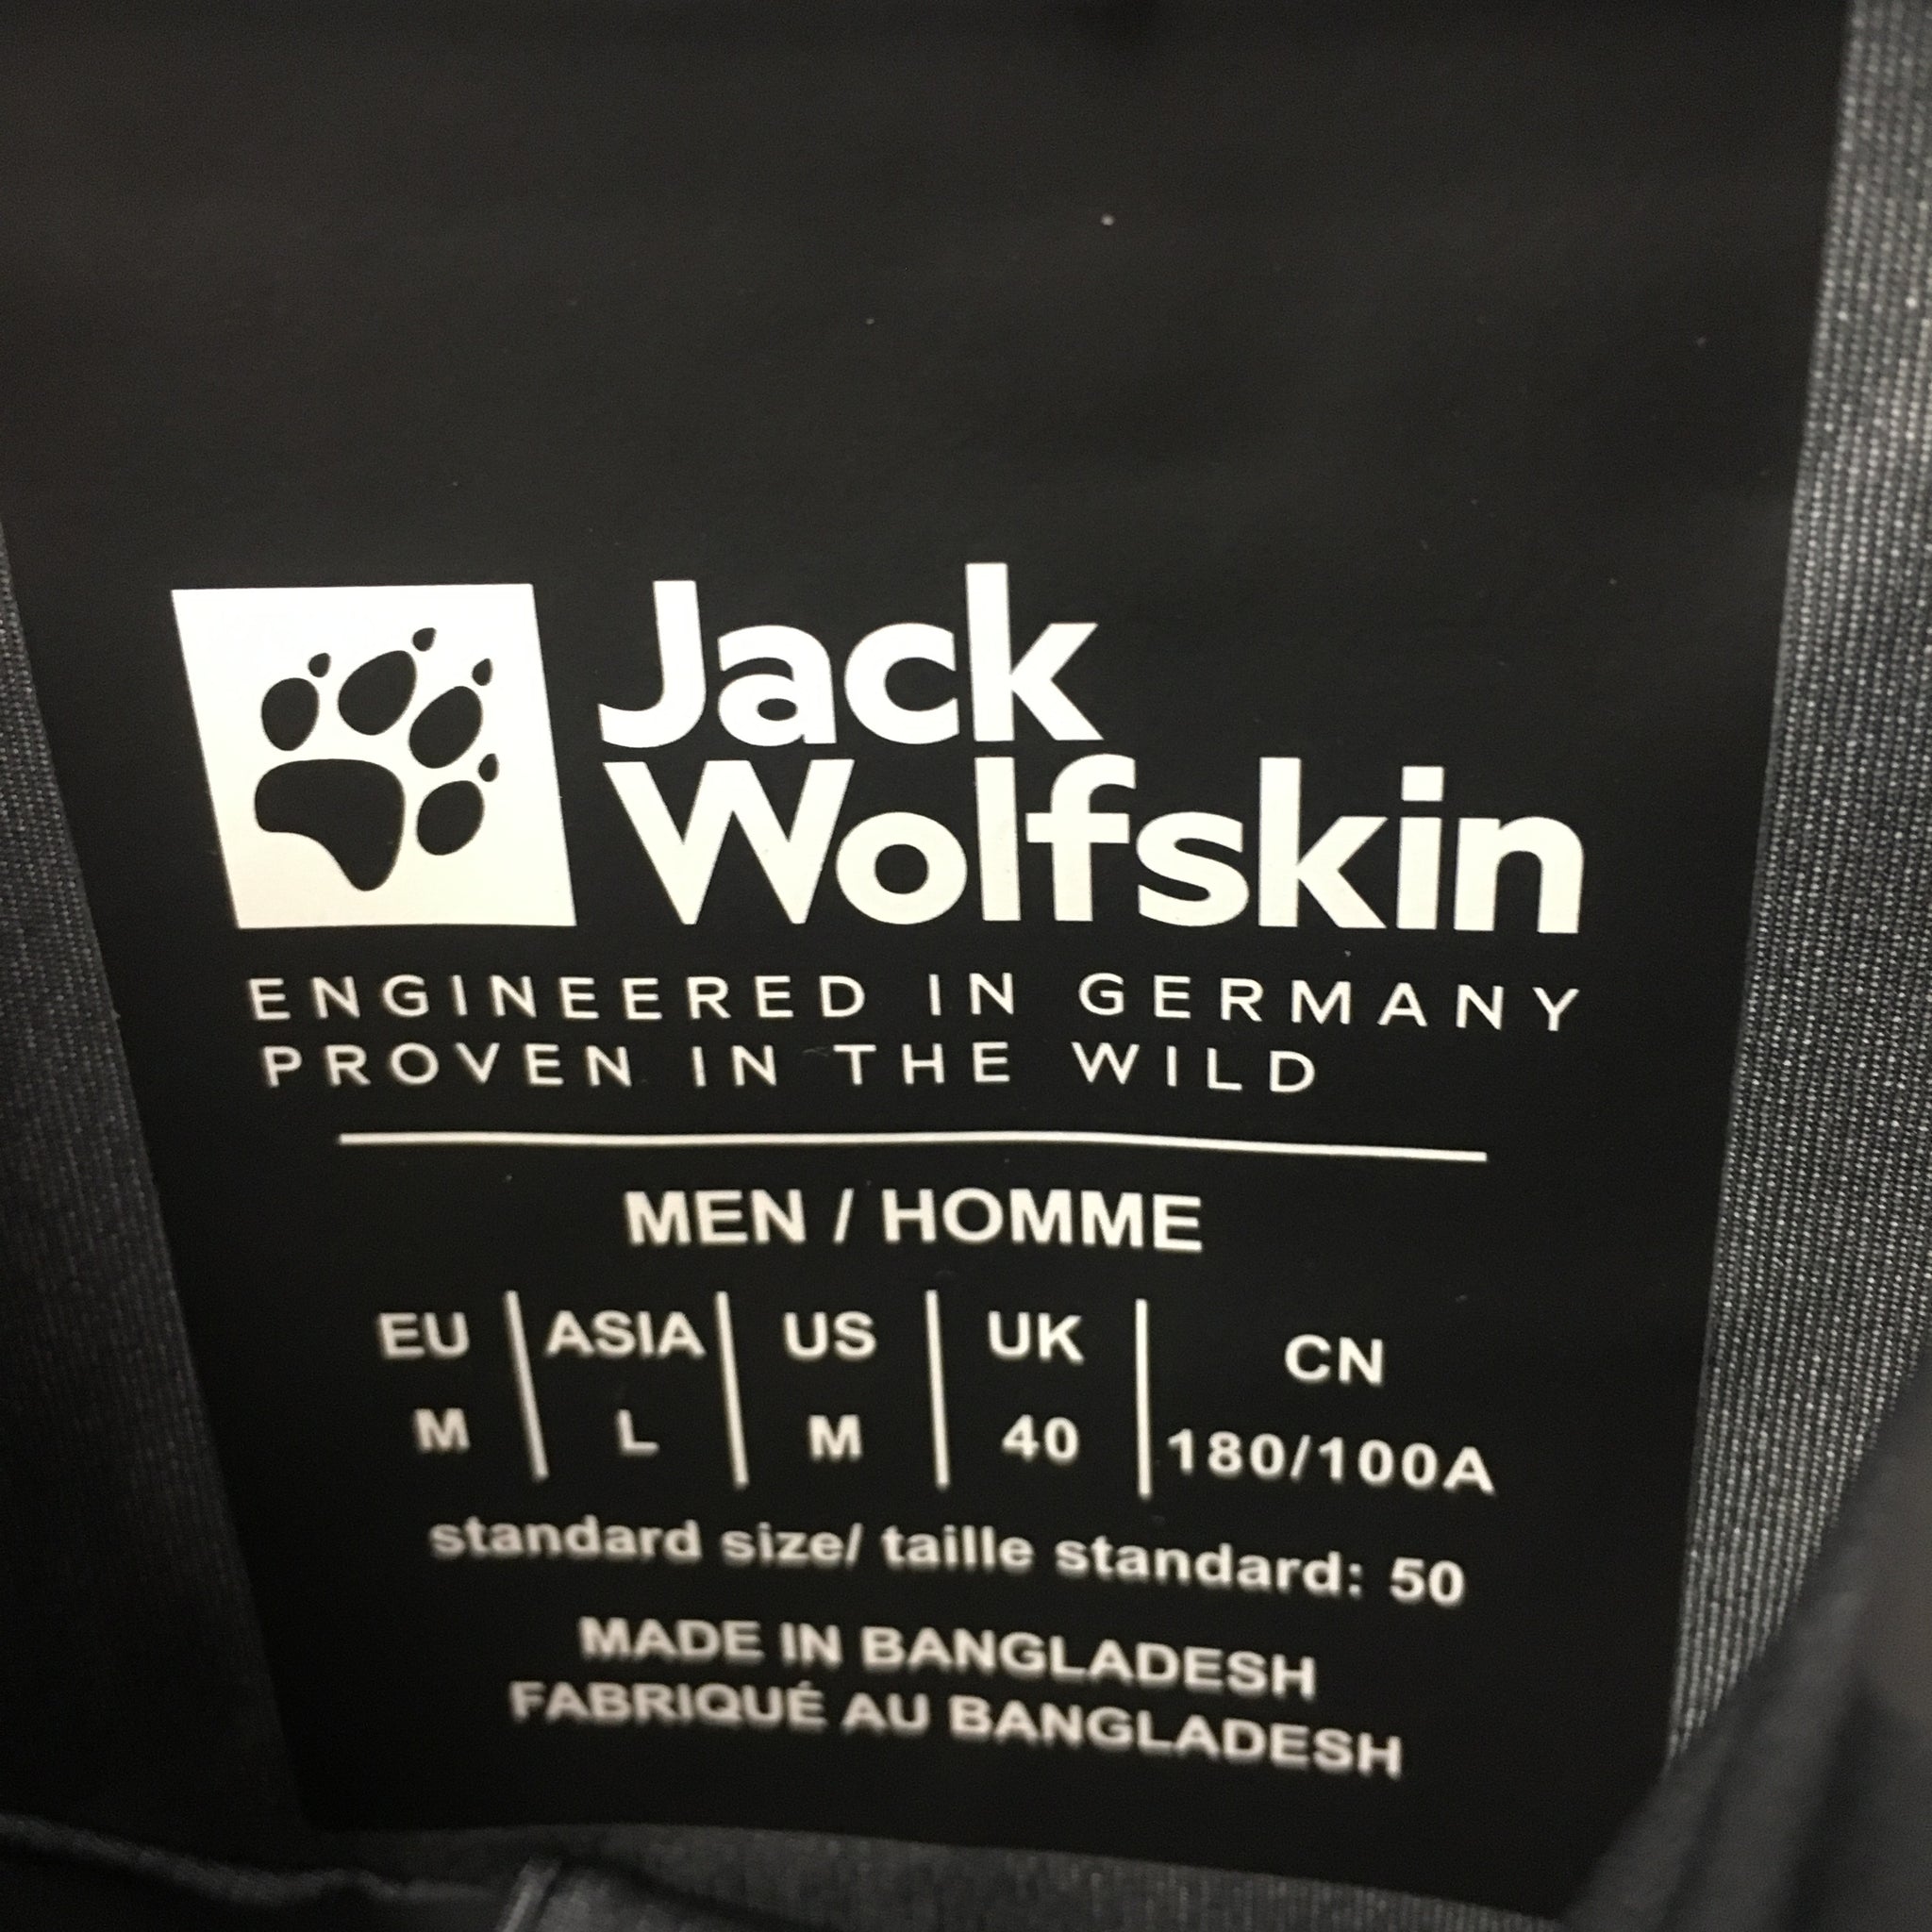 Jack
Wolfskin
ENGINEERED IN GERMANY
PROVEN IN THE WILD
MEN / HOMME
EU | ASIA | US | UK | CN
M | L | M | 40 | 180/100A
standard size/ taille standard: 50
MADE IN BANGLADESH
FABRIQUÉ AU BANGLADESH